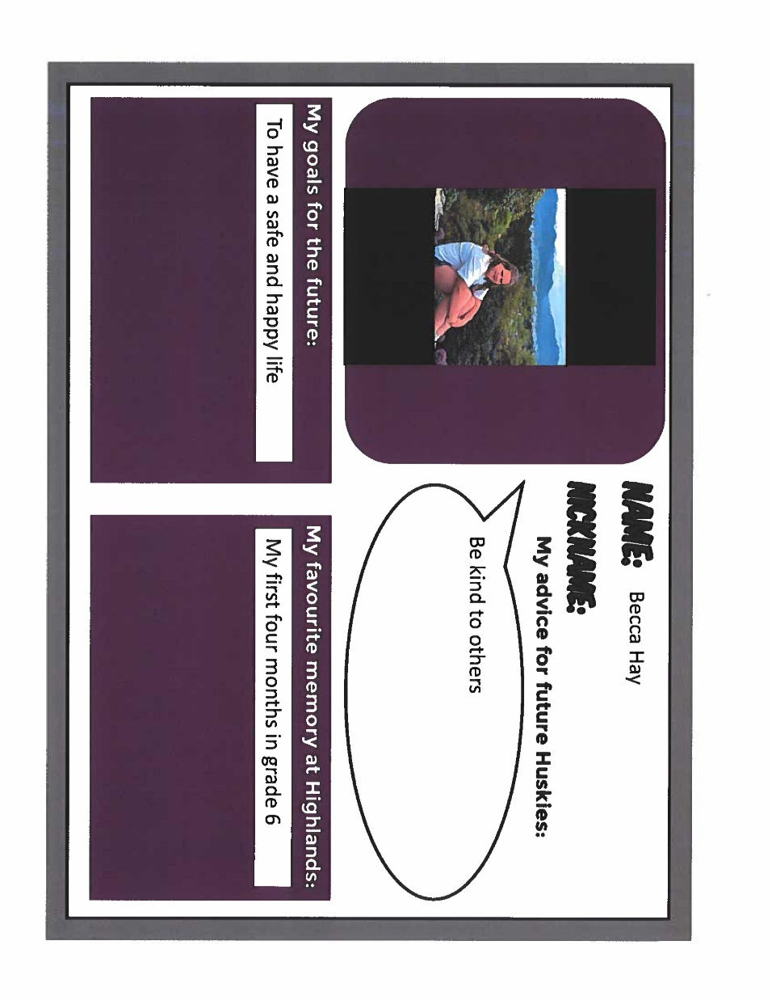 NAME: Becca Hay
NICKNAME:
My advice for future Huskies:
Be kind to others
My goals for the future:
To have a safe and happy life
My favourite memory at Highlands:
My first four months in grade 6